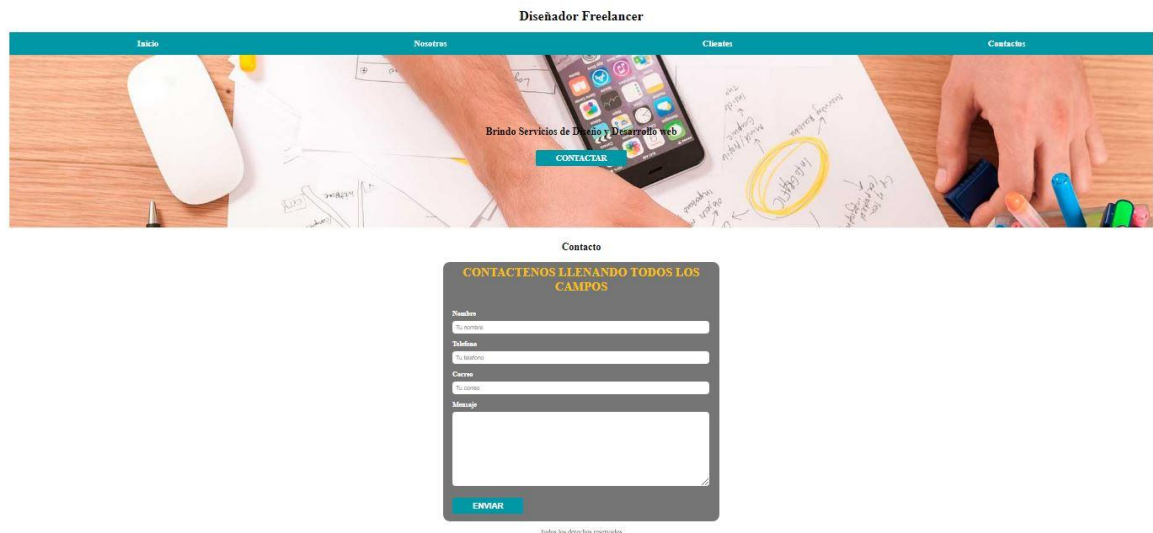 Diseñador Freelancer
Inicio Nosotros Clientes Contactos
Brindo Servicios de Diseño y Desarrollo web
CONTACTAR
INFOGRAPHIC
Contacto
CONTACTENOS LLENANDO TODOS LOS
CAMPOS
Nombre
Tu nombre
Telefono
Tu telefono
Correo
Tu correo
Mensaje
ENVIAR
Todos los derechos reservados